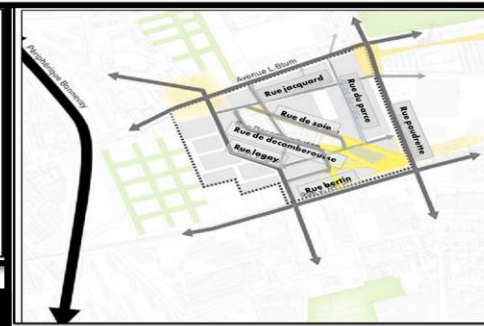 Périphérique Bonnevay
Avenue L. Blum
Rue jacquard
Rue du parce
Rue de soie
Rue poudrette
Rue de decomberousse
Rue legay
Rue bertin